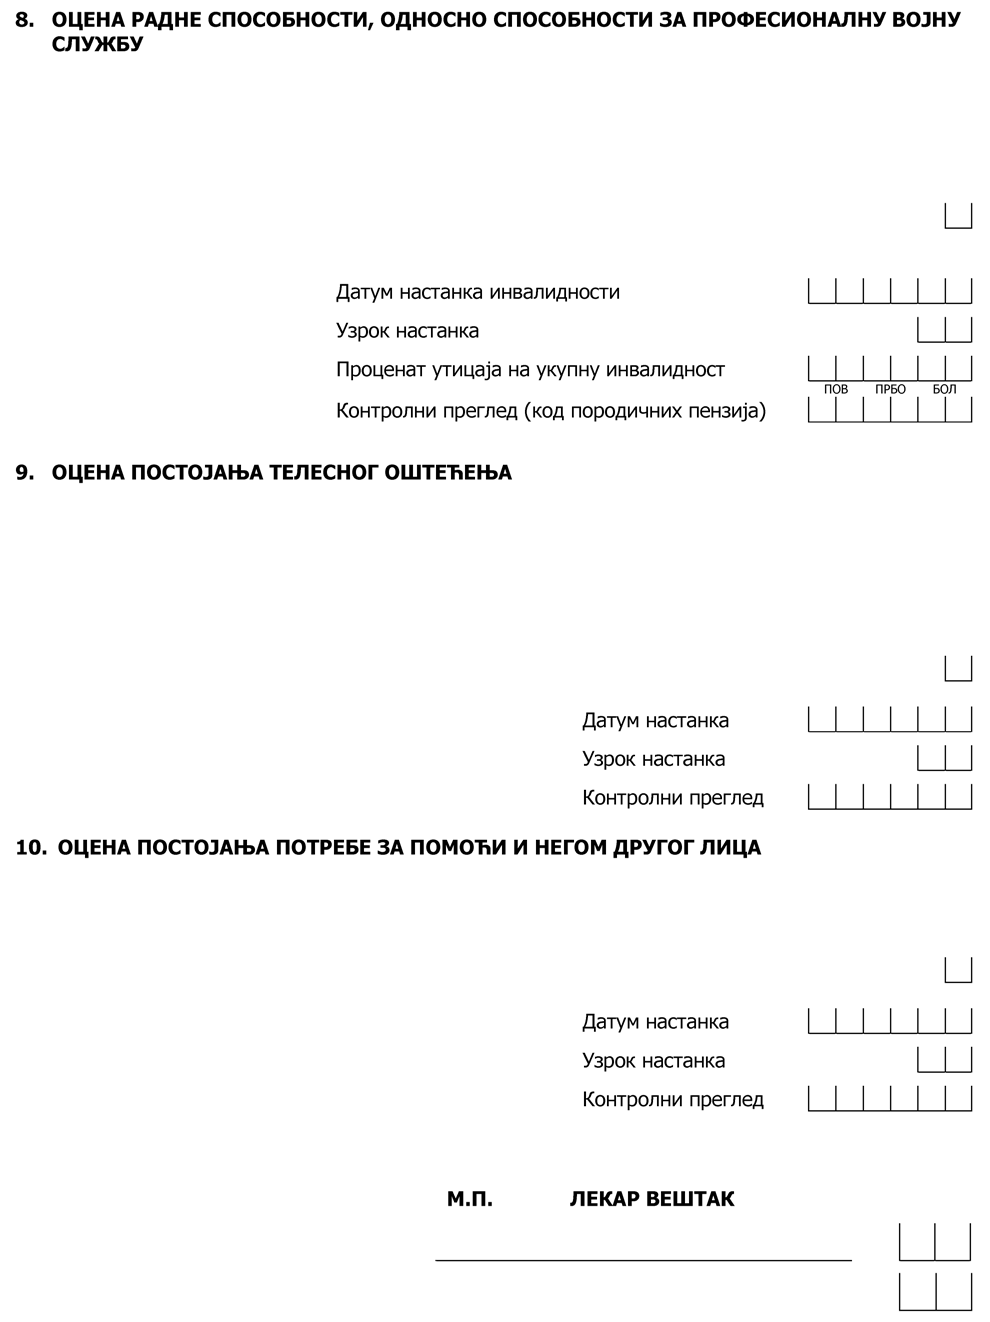 8. ОЦЕНА РАДНЕ СПОСОБНОСТИ, ОДНОСНО СПОСОБНОСТИ ЗА ПРОФЕСИОНАЛНУ ВОЈНУ
СЛУЖБУ
Датум настанка инвалидности
Узрок настанка
Проценат утицаја на укупну инвалидност
ПОВ ПРБО БОЛ
Контролни преглед (код породичних пензија)
9. ОЦЕНА ПОСТОЈАЊА ТЕЛЕСНОГ ОШТЕЋЕЊА
Датум настанка
Узрок настанка
Контролни преглед
10. ОЦЕНА ПОСТОЈАЊА ПОТРЕБЕ ЗА ПОМОЋИ И НЕГОМ ДРУГОГ ЛИЦА
Датум настанка
Узрок настанка
Контролни преглед
М.П. ЛЕКАР ВЕШТАК